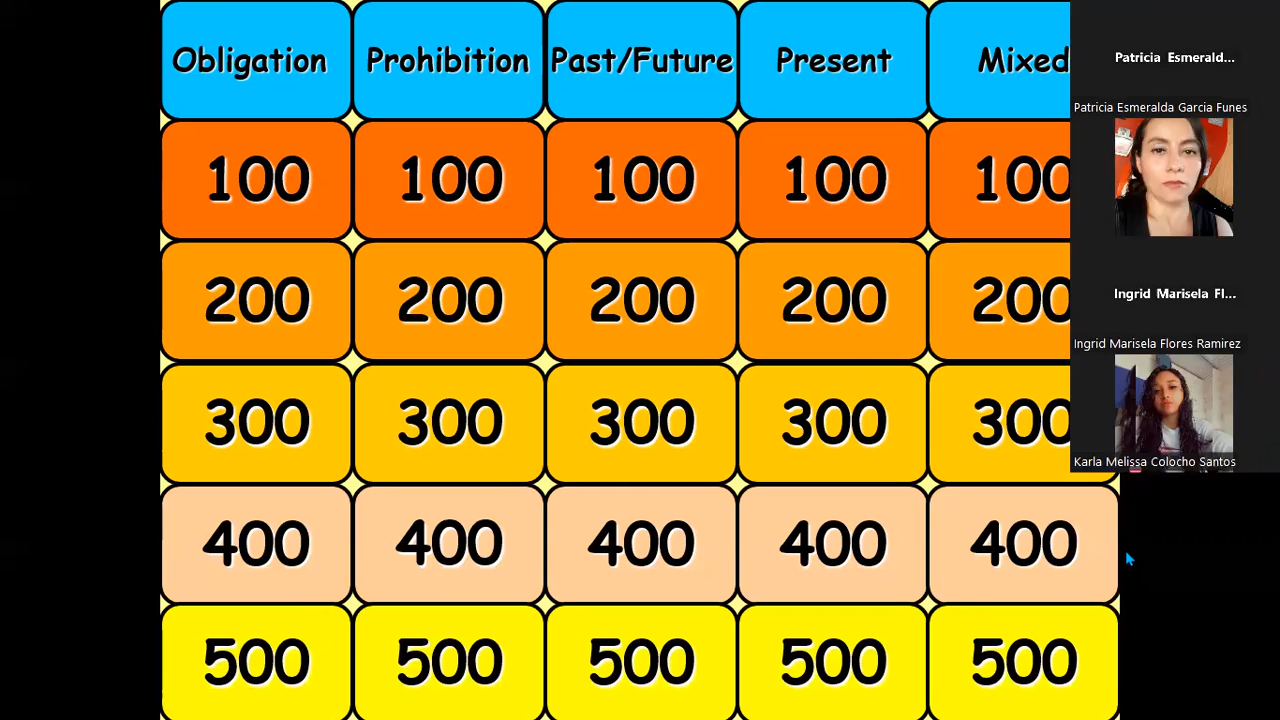 Obligation Prohibition Past/Future Present Mixed
100 100 100 100 100
200 200 200 200 200
300 300 300 300 300
400 400 400 400 400
500 500 500 500 500
Patricia Esmerald...
Patricia Esmeralda Garcia Funes
Ingrid Marisela Fl...
Ingrid Marisela Flores Ramirez
Karla Melissa Colocho Santos